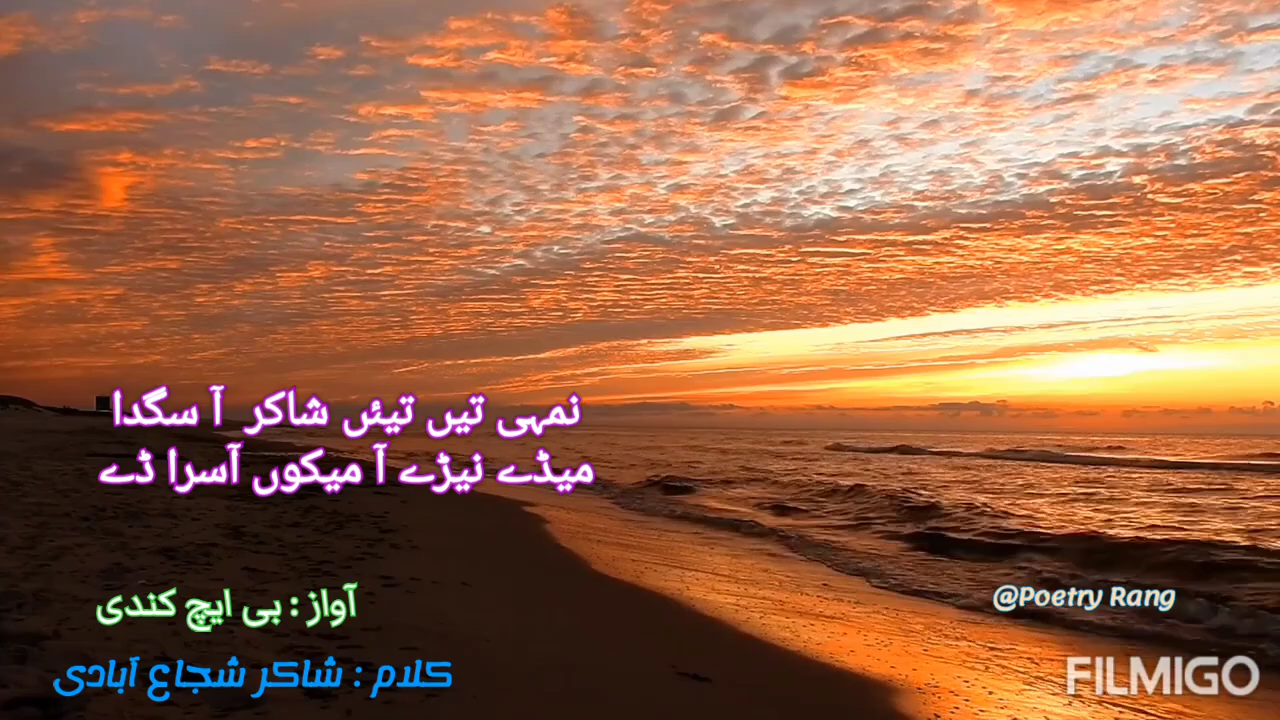 نمہی تیں تیئں شاکر آ سگدا
میڈے نیڑے آ میکوں آسرا ڈے
آواز : بی ایچ کندی
کلام : شاکر شجاع آبادی
@Poetry Rang
FILMIGO